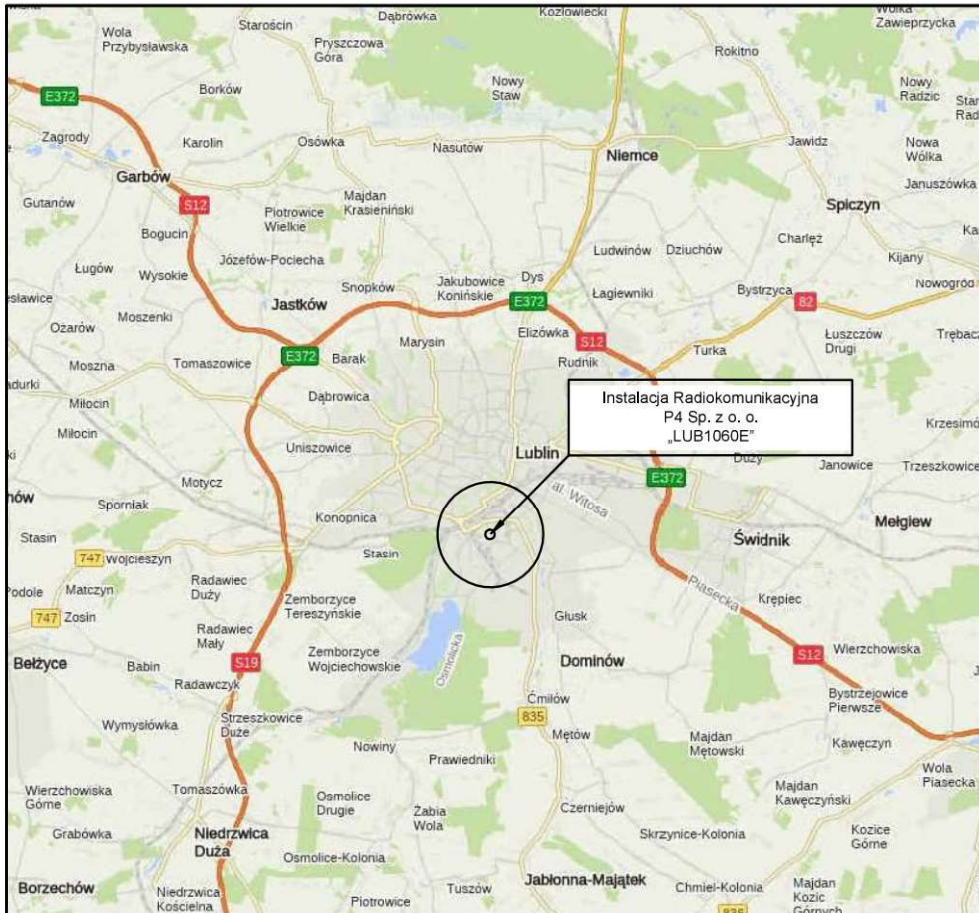 Kozłowiecki
Wola
Przybysławska
Starościn
Dąbrówka
Pryszczowa
Góra
Wólka
Zawieprzycka
Rokitno
Nowy
Staw
Nowy
Radzic
E372
Borków
Zagrody
Karolin
Osówka
Nasutów
Niemce
Jawidz
Nowa
Wólka
Garbów
Januszówka
Gutanów
S12
Piotrowice
Wielkie
Majdan
Krasieniński
Spiczyn
Bogucin
Ludwinów
Dziuchów
Charlęż
Kijany
Ługów
Wysokie
Józefów-Pociecha
Snopków
Jakubowice
Konińskie
Dys
Łagiewniki
Bystrzyca
Nowogród
Jastków
E372
82
Ożarów
Moszenki
Marysin
Elizówka
S12
Łuszczów
Drugi
Moszna
Tomaszowice
E372
Barak
Rudnik
Turka
Miłocin
Dąbrowica
Instalacja Radiokomunikacyjna
P4 Sp. z o. o.
„LUB1060E”
Miłocin
Uniszowice
Lublin
Duży
Janowice
Trzeszkowice
Motycz
E372
al. Witosa
Sporniak
Konopnica
Mełgiew
Stasin
Stasin
Świdnik
747
Wojcieszyn
Radawiec
Duży
Matczyn
Zemborzyce
Tereszyńskie
Piasecka
Krępiec
747
Zosin
Głusk
Radawiec
Mały
Bełżyce
Babin
S19
Zemborzyce
Wojciechowskie
Osmolicka
Dominów
S12
Wierzchowiska
Radawczyk
Ćmiłów
Bystrzejowice
Pierwsze
Wymysłówka
Strzeszkowice
Duże
835
Nowiny
Mętów
Majdan
Mętowski
Kawęczyn
Prawiedniki
Wola
Piasecka
Wierzchowiska
Górne
Tomaszówka
Osmolice
Drugie
Żabia
Wola
Czerniejów
Majdan
Kawęczyński
Grabówka
Niedrzwica
Duża
Skrzynice-Kolonia
Kozice
Górne
Osmolice-Kolonia
Borzechów
Niedrzwica
Kościelna
Piotrowice
Tuszów
Jabłonna-Majątek
Chmiel-Kolonia
Majdan
Kozic
Górnych